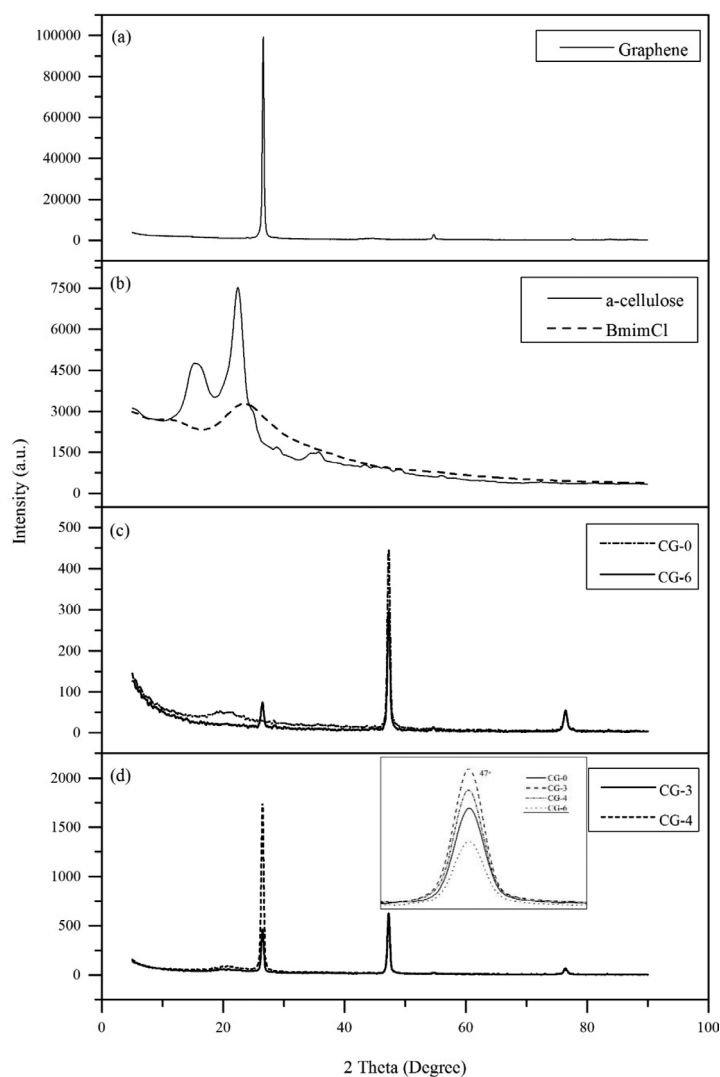 (a)
Graphene
100000
80000
60000
40000
20000
0
(b)
a-cellulose
BmimCl
7500
6000
4500
3000
1500
0
Intensity (a.u.)
(c)
CG-0
CG-6
500
400
300
200
100
0
(d)
CG-3
CG-4
2000
1500
1000
500
0
47°
CG-0
CG-3
CG-4
CG-6
0 20 40 60 80 100
2 Theta (Degree)